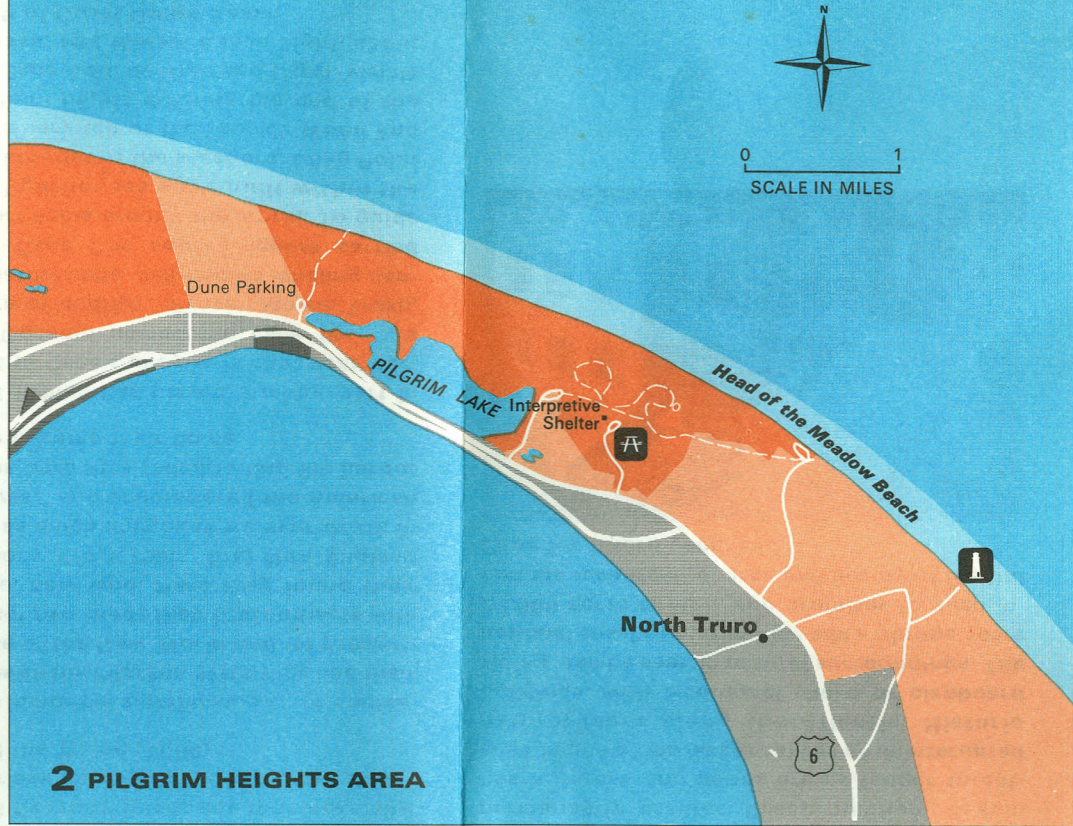 N
0 1
SCALE IN MILES
Dune Parking
PILGRIM LAKE
Interpretive
Shelter
Head of the Meadow Beach
North Truro
6
2 PILGRIM HEIGHTS AREA